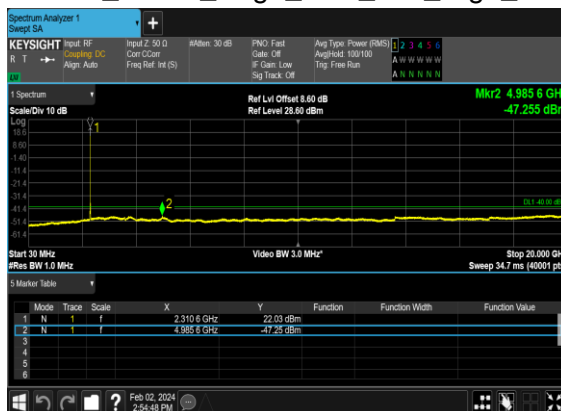 Spectrum Analyzer 1
Swept SA
KEYSIGHT
R T
Input: RF
Coupling: DC
Align: Auto
Input Z: 50 Ω
Corr CCorr
Freq Ref: Int (S)
#Atten: 30 dB
PNO: Fast
Gate: Off
IF Gain: Low
Sig Track: Off
Avg Type: Power (RMS)
Avg|Hold: 100/100
Trig: Free Run
1 2 3 4 5 6
A W W W W W
A N N N N N
1 Spectrum
Scale/Div 10 dB
Ref Lvl Offset 8.60 dB
Ref Level 28.60 dBm
Mkr2 4.985 6 GH
-47.255 dB
Log
18.6
8.60
-1.40
-11.4
-21.4
-31.4
-41.4
-51.4
-61.4
1
2
DL1 -40.00 dB
Start 30 MHz
#Res BW 1.0 MHz
Video BW 3.0 MHz*
Stop 20.000 GH
Sweep 34.7 ms (40001 pt
5 Marker Table
Mode Trace Scale X Y Function Function Width Function Value
1 N 1 f 2.310 6 GHz 22.03 dBm
2 N 1 f 4.985 6 GHz -47.25 dBm
3
4
5
6
?
Feb 02, 2024
2:54:48 PM